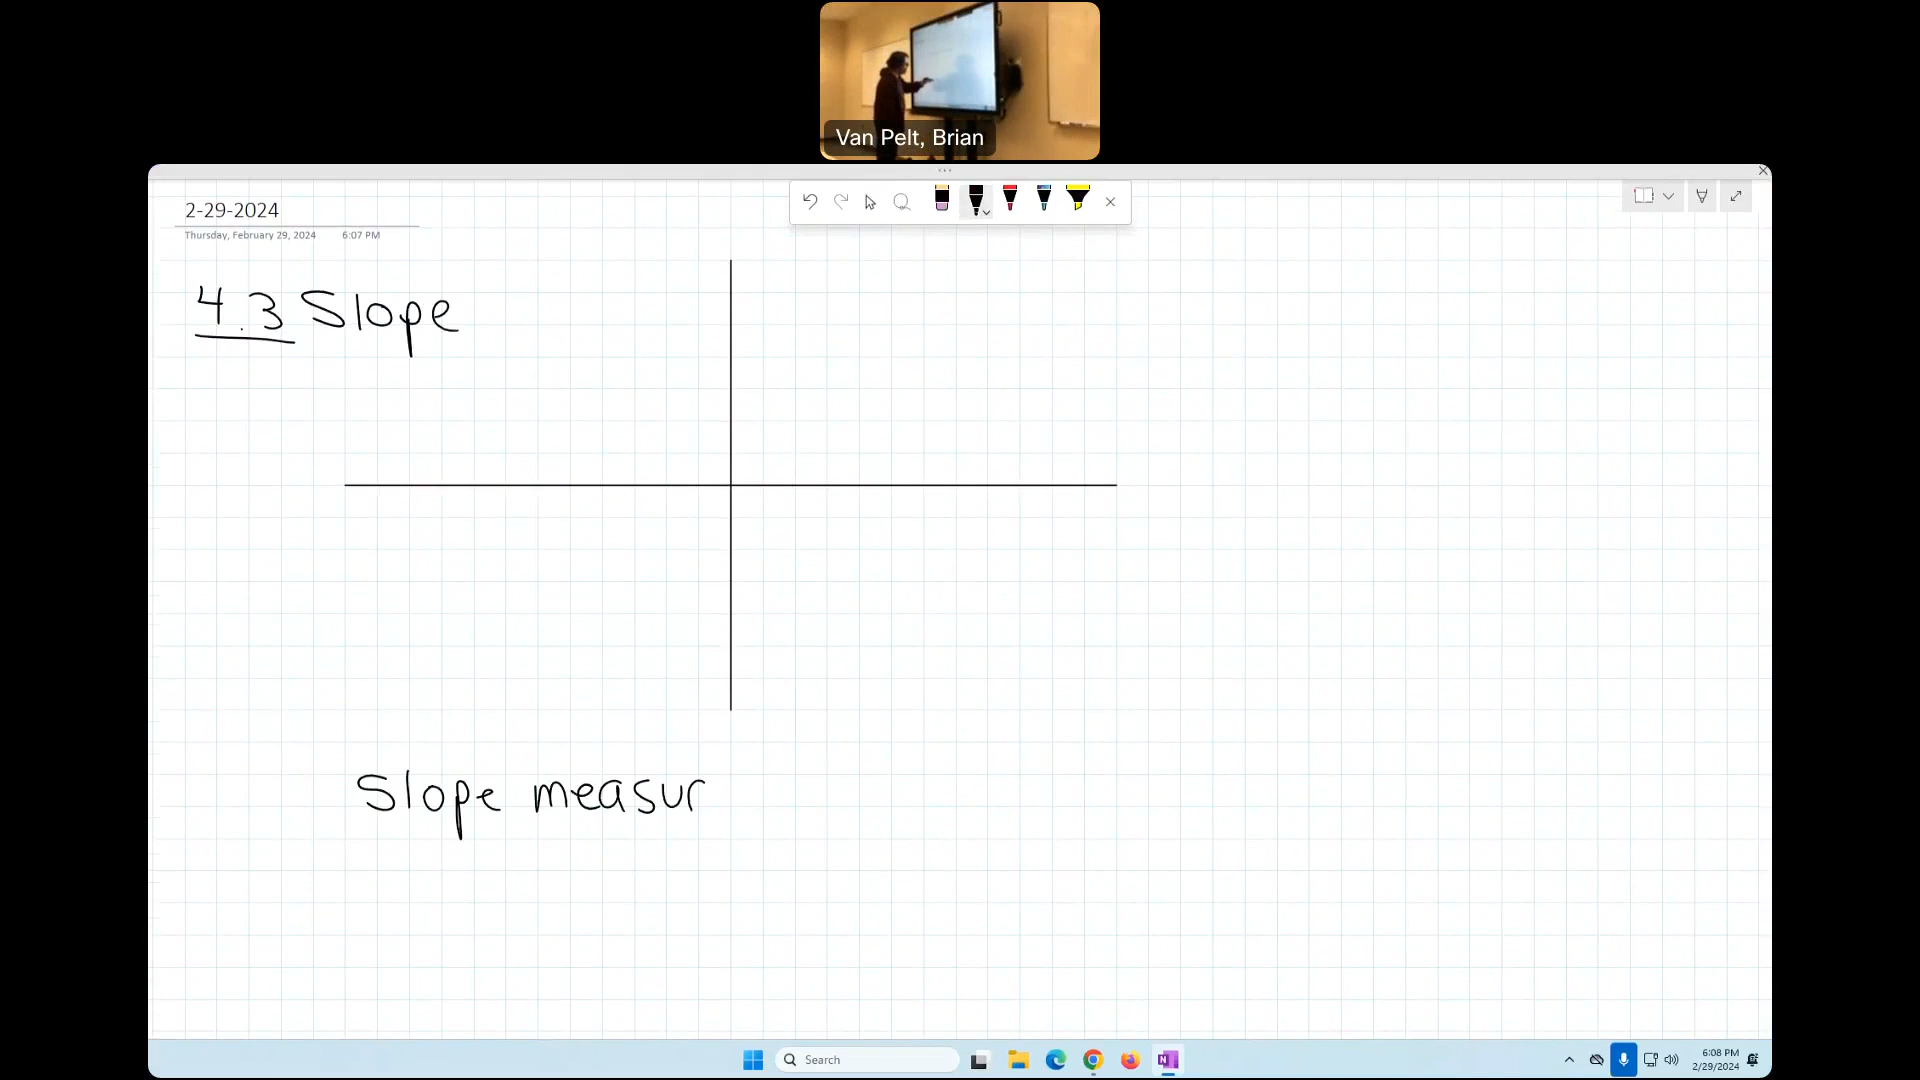 Van Pelt, Brian
2-29-2024
Thursday, February 29, 2024 6:07 PM
4.3 Slope
Slope measur
Search
6:08 PM
2/29/2024